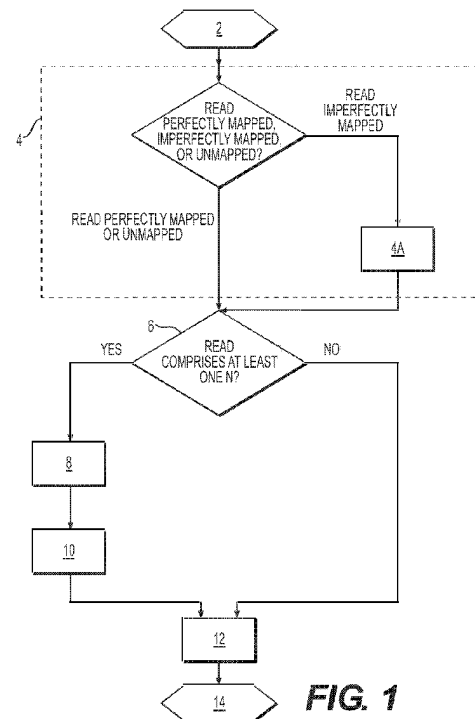 2
4
READ
PERFECTLY MAPPED,
IMPERFECTLY MAPPED,
OR UNMAPPED?
READ
IMPERFECTLY
MAPPED
READ PERFECTLY MAPPED
OR UNMAPPED
4A
6
YES
READ
COMPRISES AT LEAST
ONE N?
NO
8
10
12
14
FIG. 1